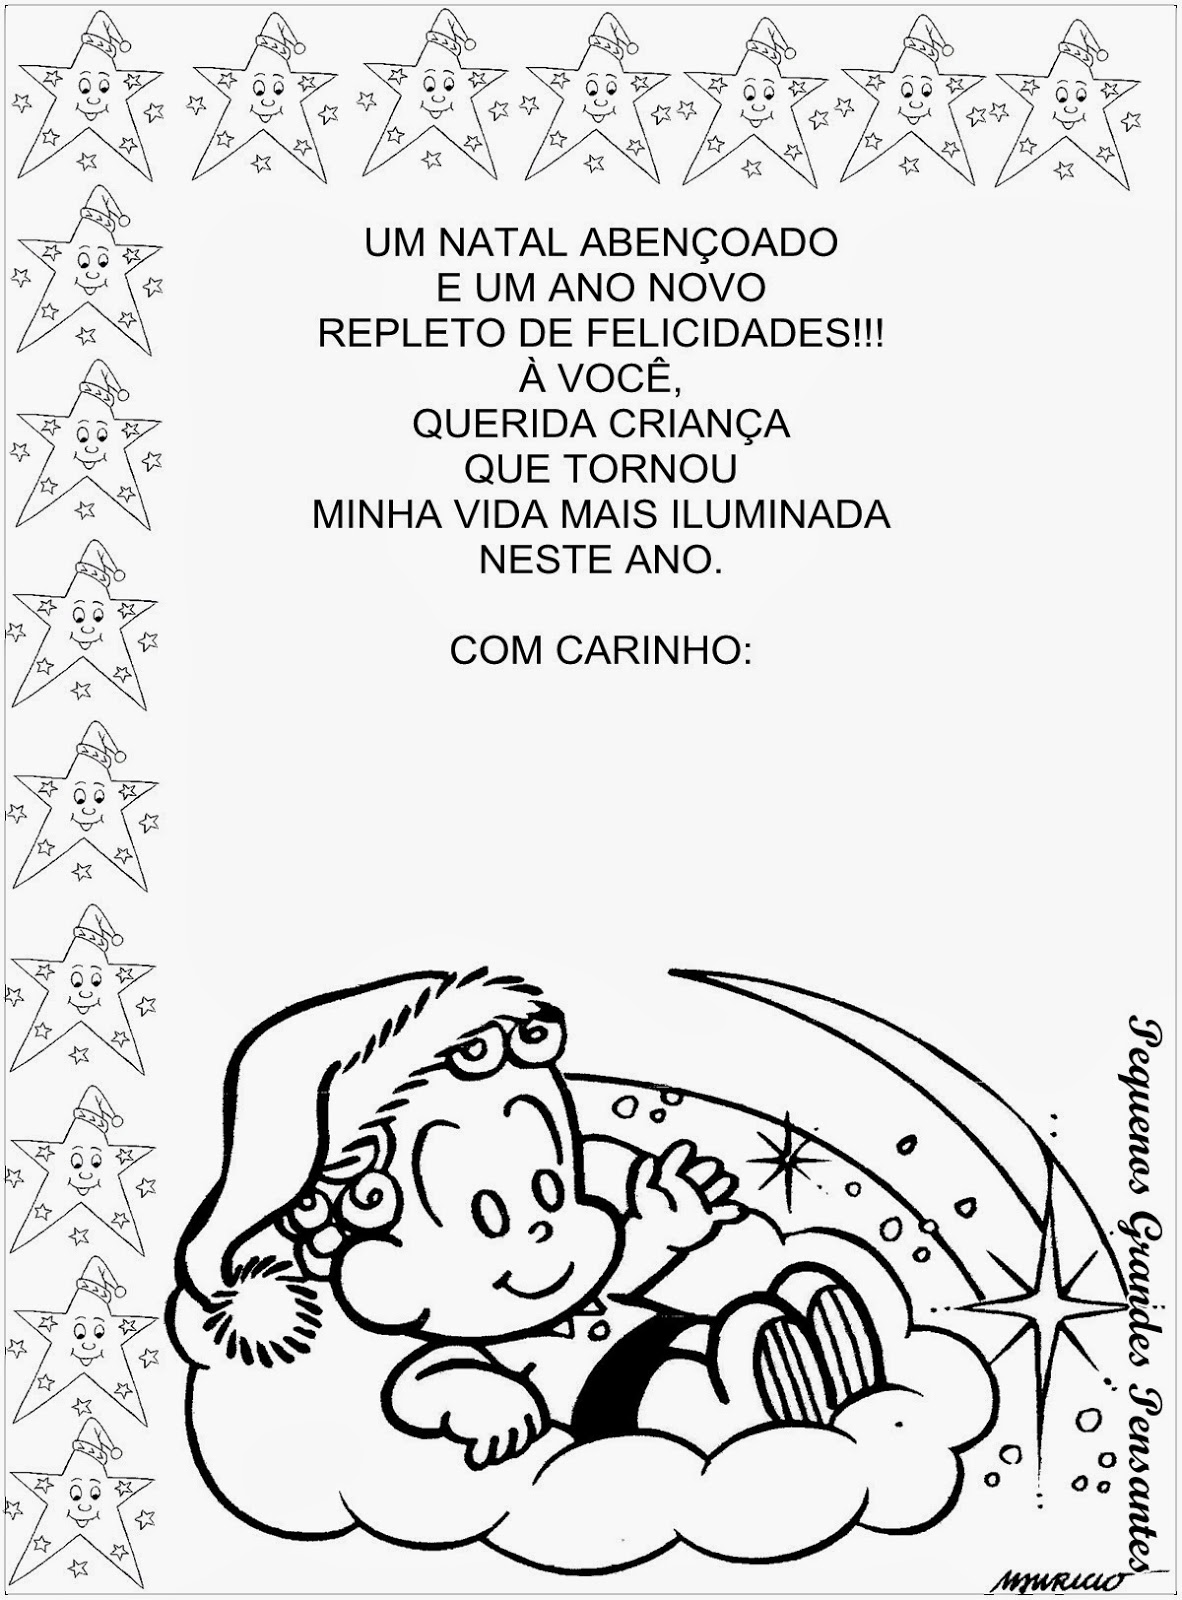 UM NATAL ABENÇOADO
E UM ANO NOVO
REPLETO DE FELICIDADES!!!
À VOCÊ,
QUERIDA CRIANÇA
QUE TORNOU
MINHA VIDA MAIS ILUMINADA
NESTE ANO.
COM CARINHO:
Pequenos Grandes Pensantes
MAURICIO